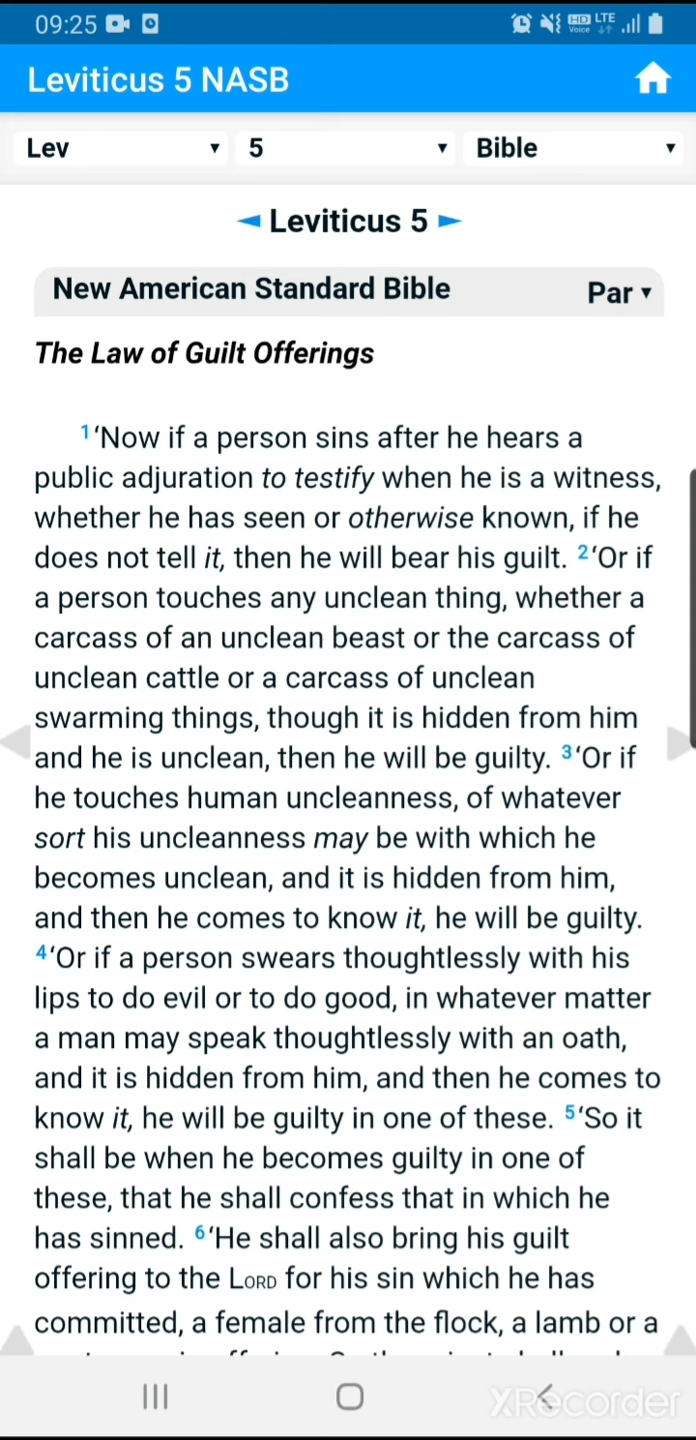 09:25
HD Voice LTE
Leviticus 5 NASB
Lev 5 Bible
Leviticus 5
New American Standard Bible Par
The Law of Guilt Offerings
1‘Now if a person sins after he hears a
public adjuration to testify when he is a witness,
whether he has seen or otherwise known, if he
does not tell it, then he will bear his guilt. 2‘Or if
a person touches any unclean thing, whether a
carcass of an unclean beast or the carcass of
unclean cattle or a carcass of unclean
swarming things, though it is hidden from him
and he is unclean, then he will be guilty. 3‘Or if
he touches human uncleanness, of whatever
sort his uncleanness may be with which he
becomes unclean, and it is hidden from him,
and then he comes to know it, he will be guilty.
4‘Or if a person swears thoughtlessly with his
lips to do evil or to do good, in whatever matter
a man may speak thoughtlessly with an oath,
and it is hidden from him, and then he comes to
know it, he will be guilty in one of these. 5‘So it
shall be when he becomes guilty in one of
these, that he shall confess that in which he
has sinned. 6‘He shall also bring his guilt
offering to the LORD for his sin which he has
committed, a female from the flock, a lamb or a
XRecorder